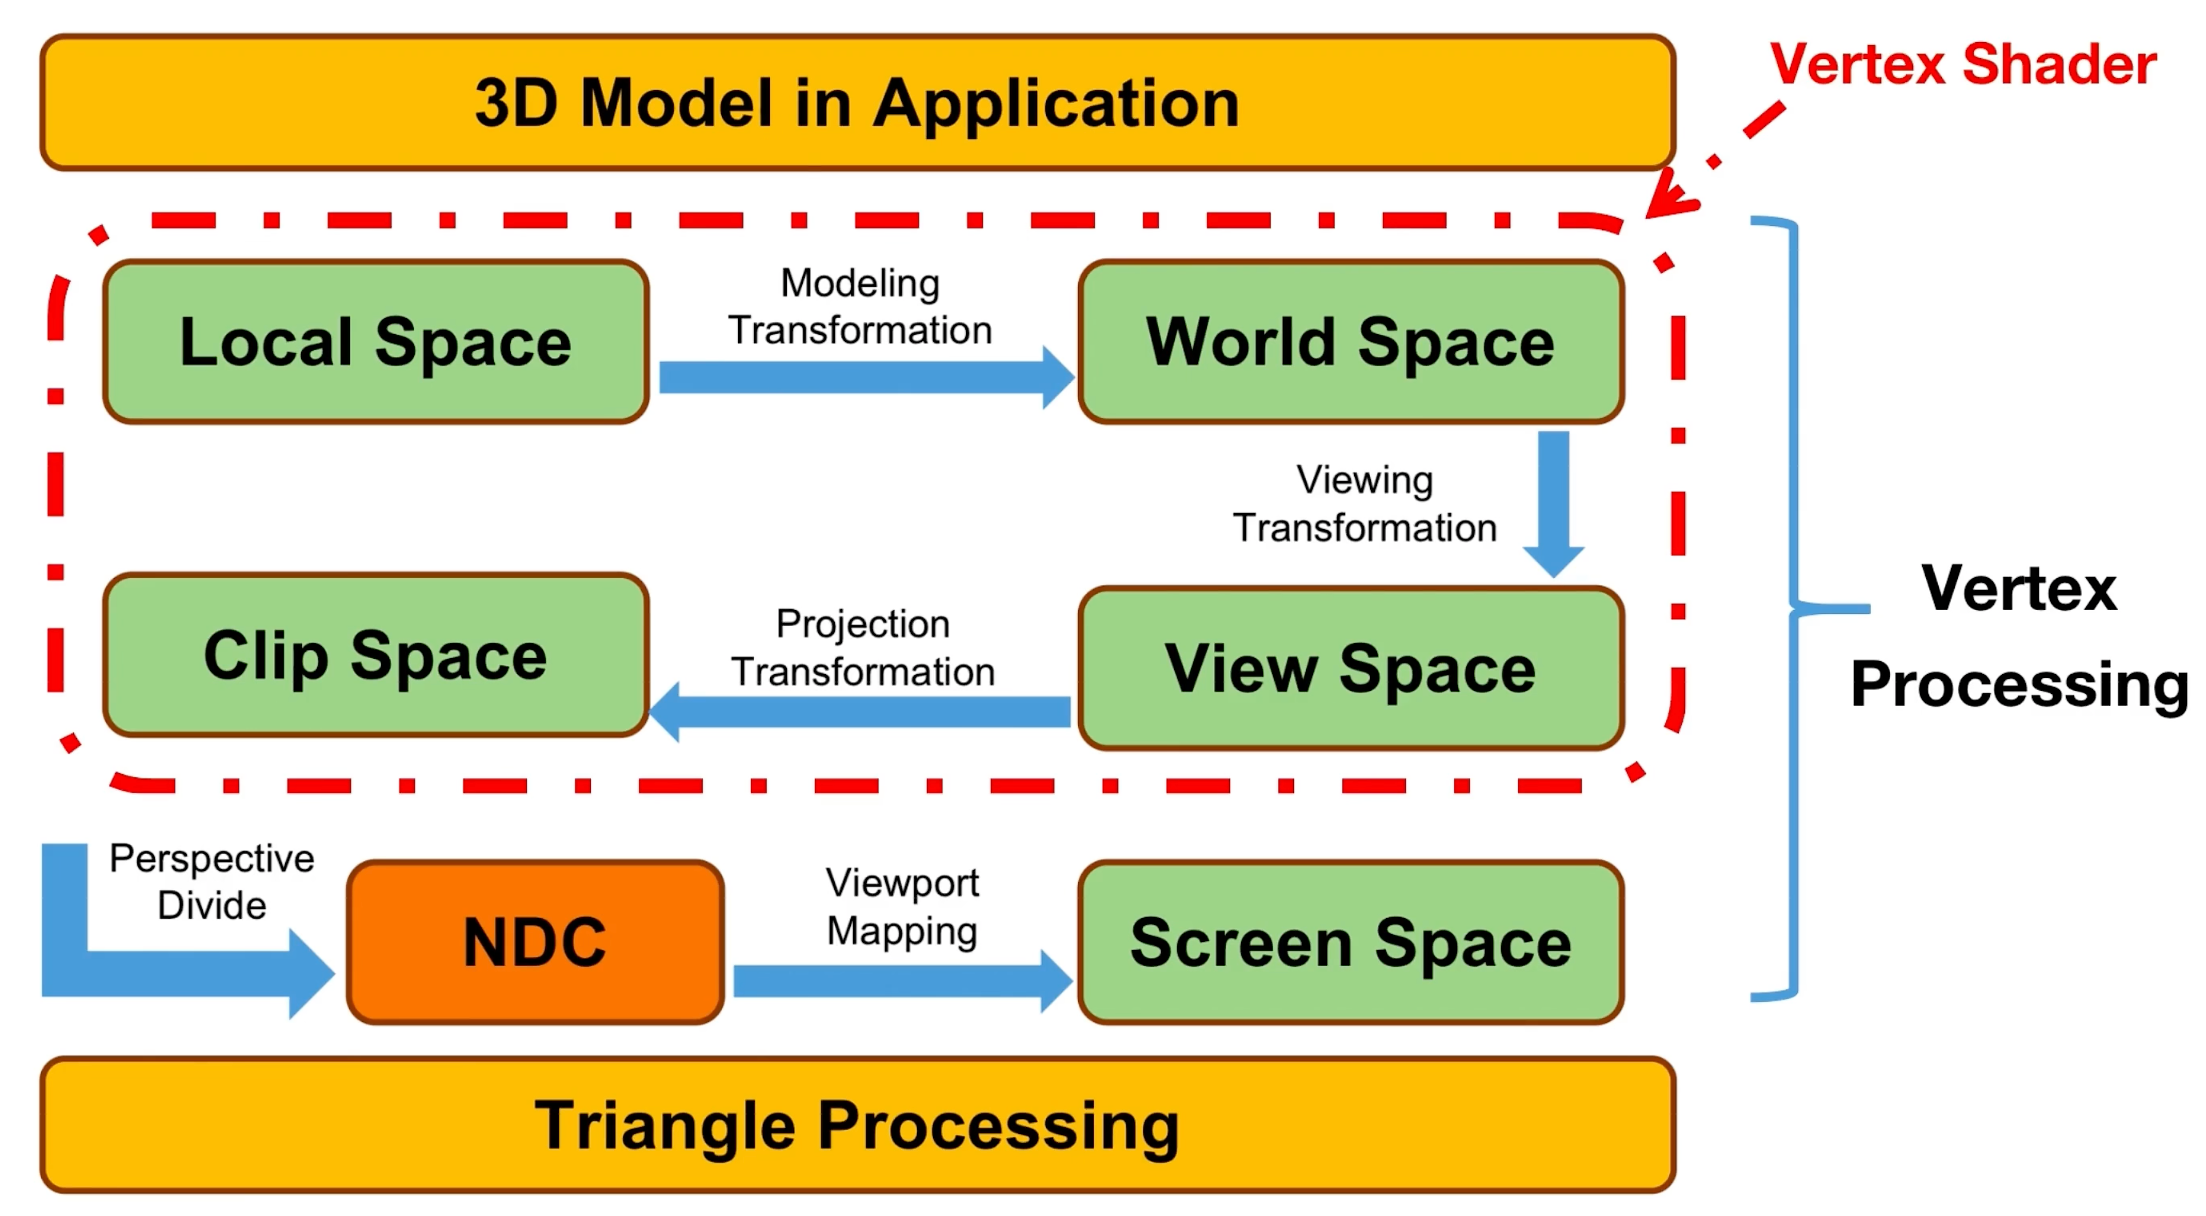 3D Model in Application
Vertex Shader
Local Space
Modeling
Transformation
World Space
Viewing
Transformation
Clip Space
Projection
Transformation
View Space
Vertex
Processing
Perspective
Divide
NDC
Viewport
Mapping
Screen Space
Triangle Processing